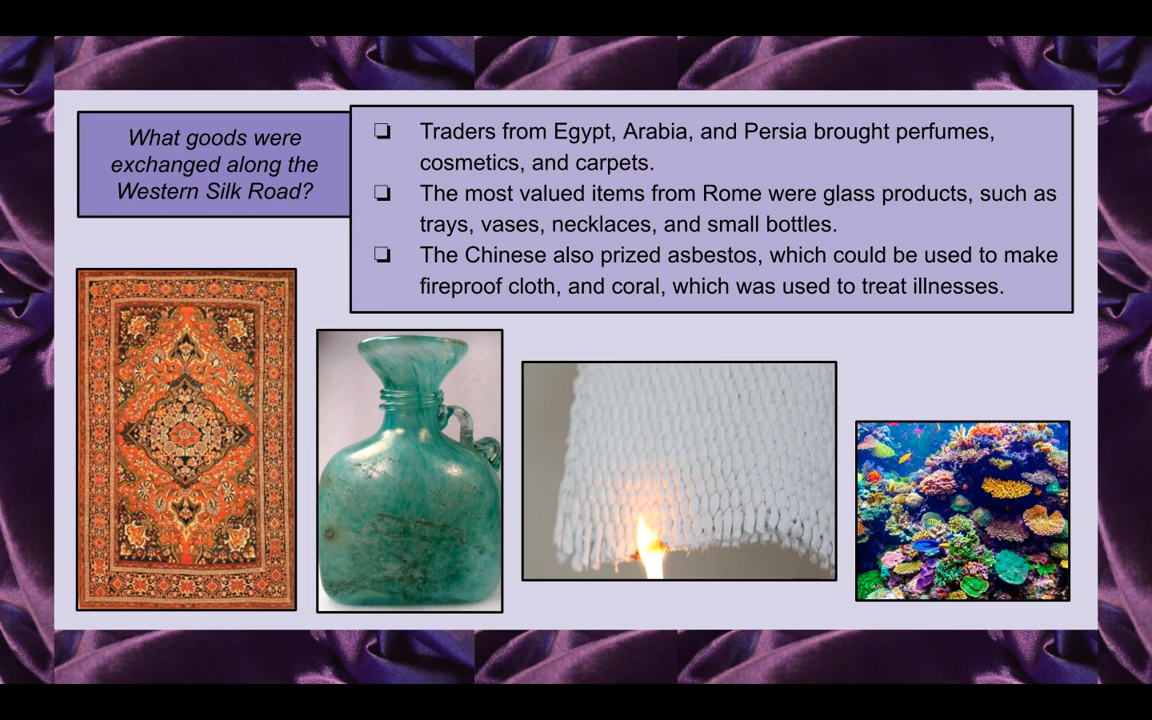 What goods were
exchanged along the
Western Silk Road?
❏ Traders from Egypt, Arabia, and Persia brought perfumes,
cosmetics, and carpets.
❏ The most valued items from Rome were glass products, such as
trays, vases, necklaces, and small bottles.
❏ The Chinese also prized asbestos, which could be used to make
fireproof cloth, and coral, which was used to treat illnesses.